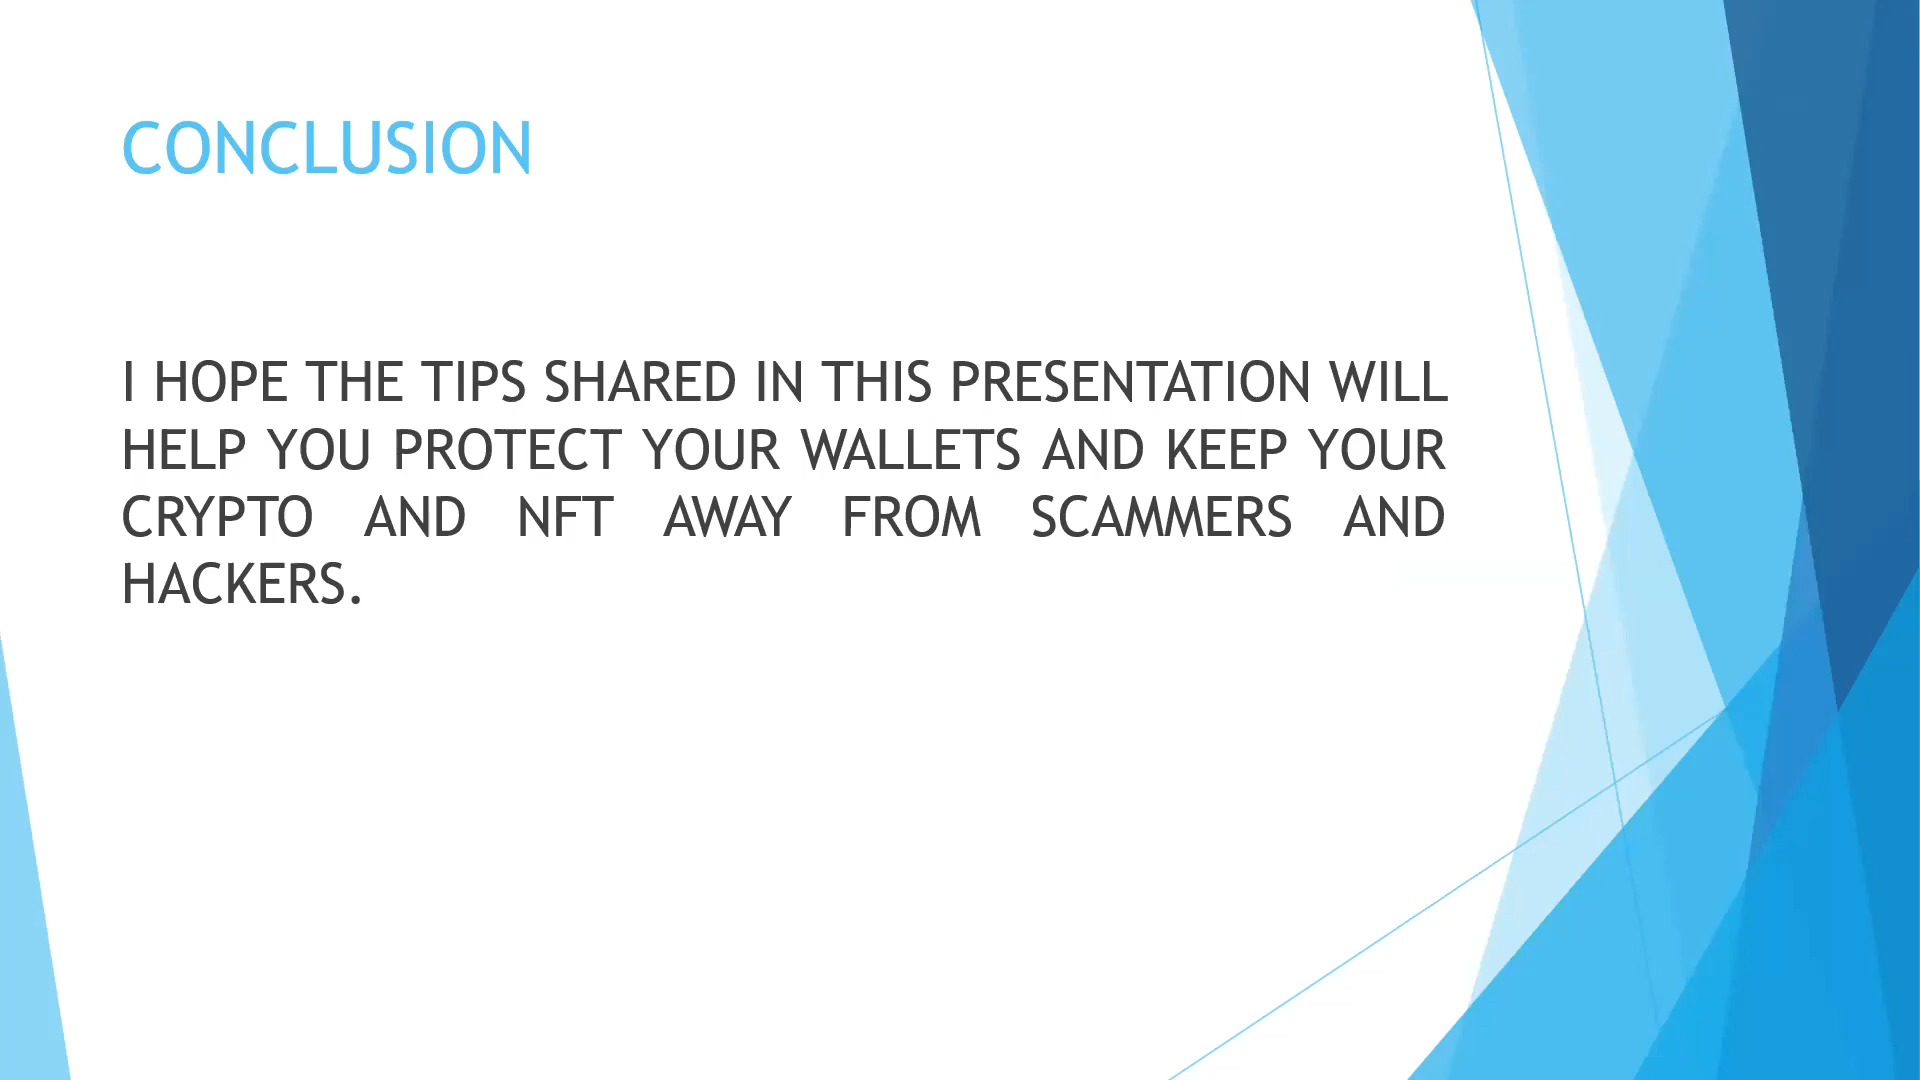 CONCLUSION
I HOPE THE TIPS SHARED IN THIS PRESENTATION WILL
HELP YOU PROTECT YOUR WALLETS AND KEEP YOUR
CRYPTO AND NFT AWAY FROM SCAMMERS AND
HACKERS.